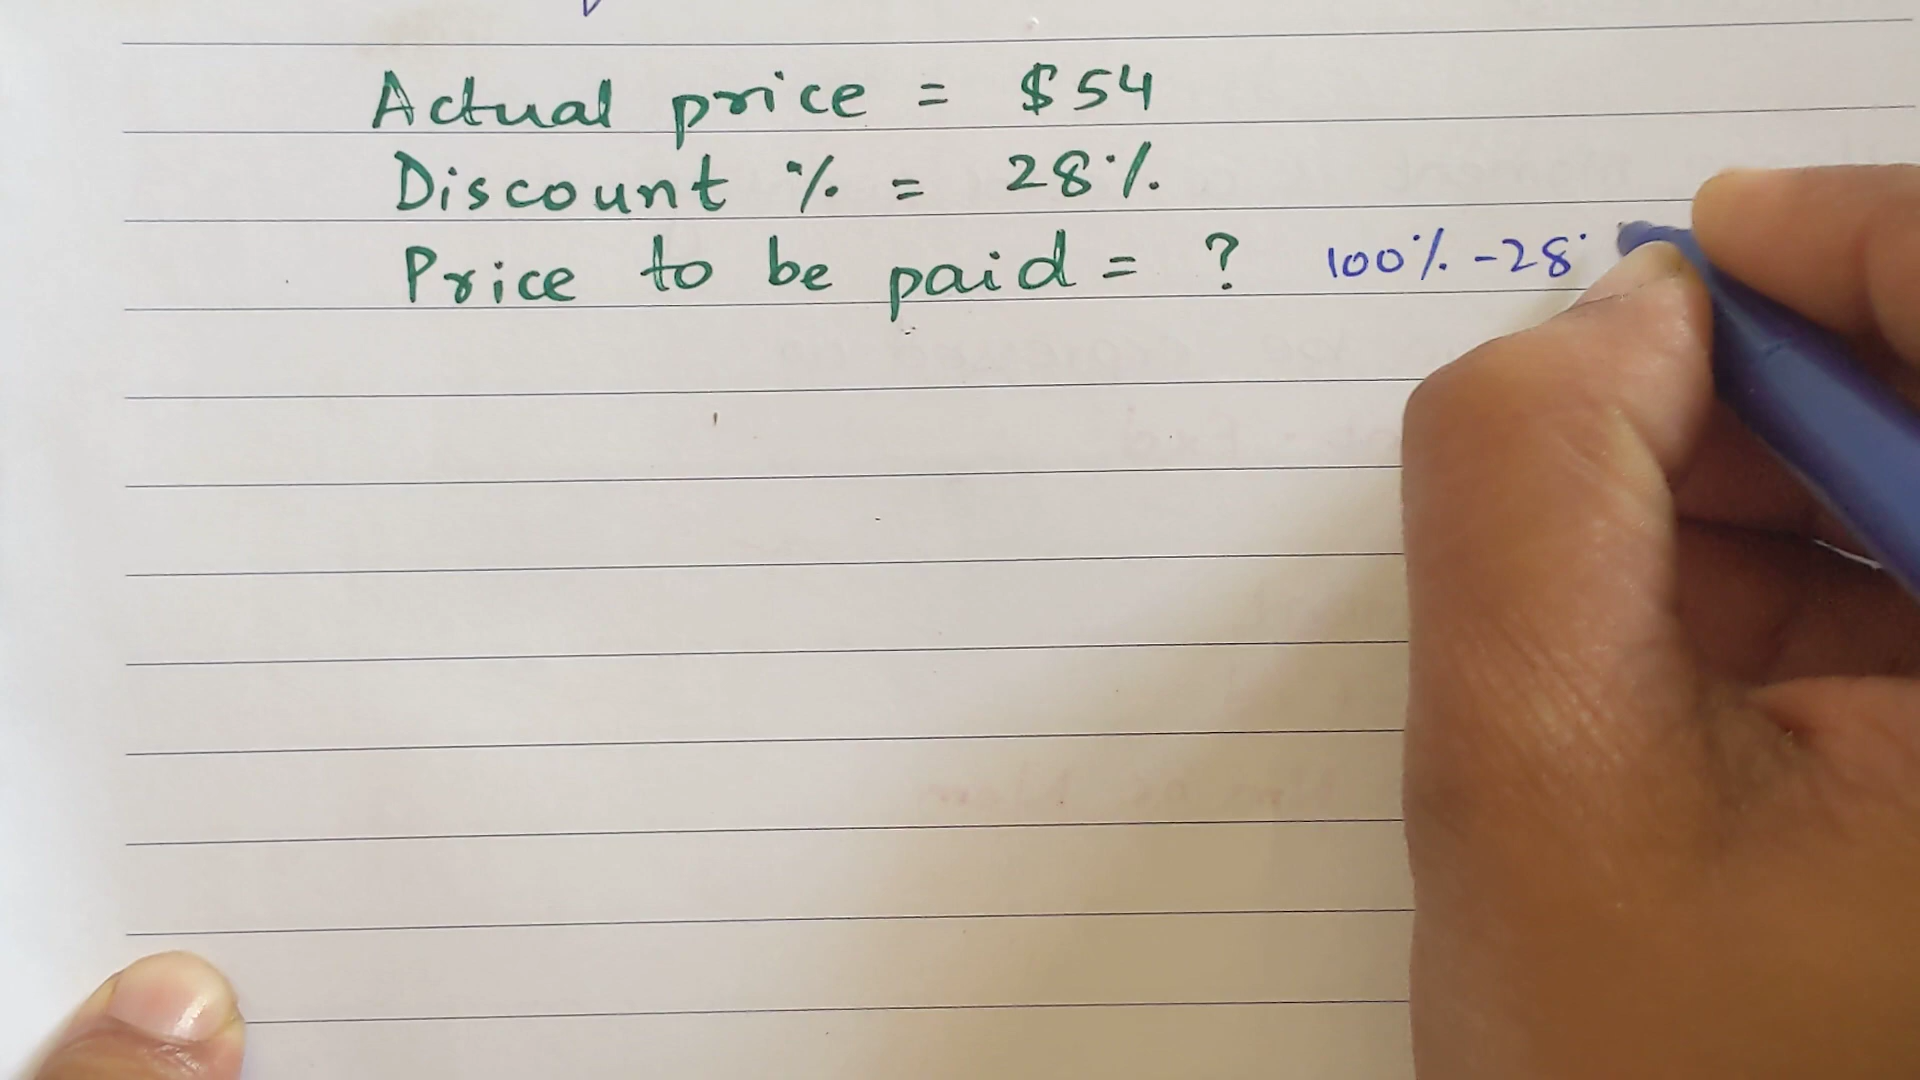 Actual price = $54
Discount % = 28%
Price to be paid = ? 100% - 28